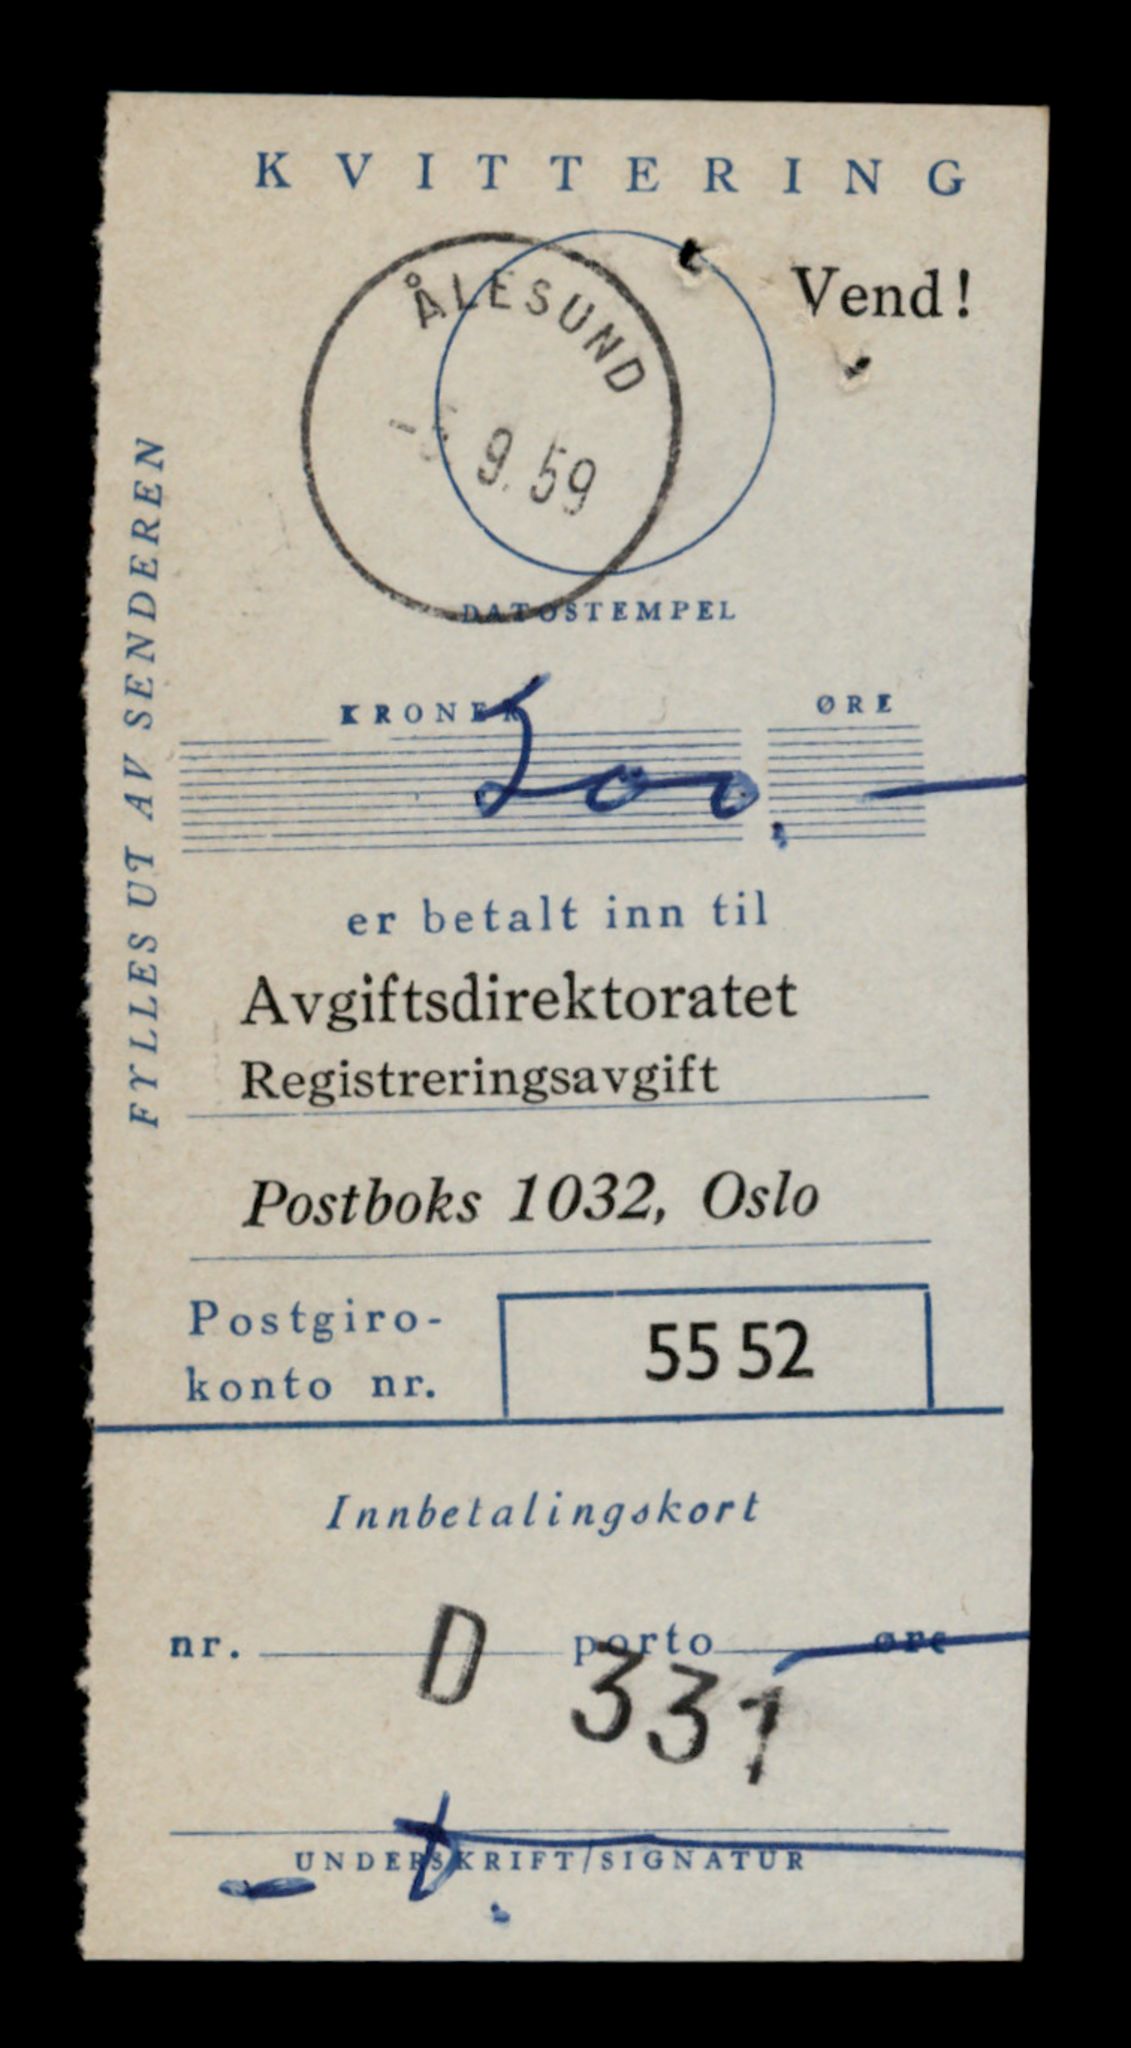 KVITTERING
Vend!
ÅLESUND
9.59
DATOSTEMPEL
KRONER ØRE
er betalt inn til
Avgiftsdirektoratet
Registreringsavgift
Postboks 1032, Oslo
Postgiro-
konto nr.
55 52
Innbetalingskort
nr. porto øre
D 331
UNDERSKRIFT/SIGNATUR
FYLLES UT AV SENDEREN